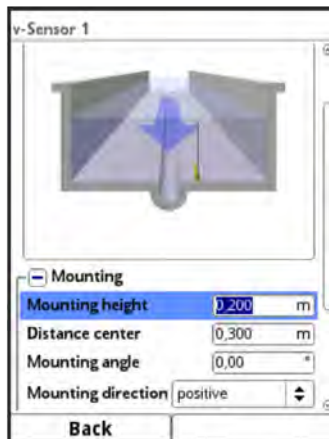 v-Sensor 1
Mounting
Mounting height 0,200 m
Distance center 0,300 m
Mounting angle 0,00 °
Mounting direction positive
Back